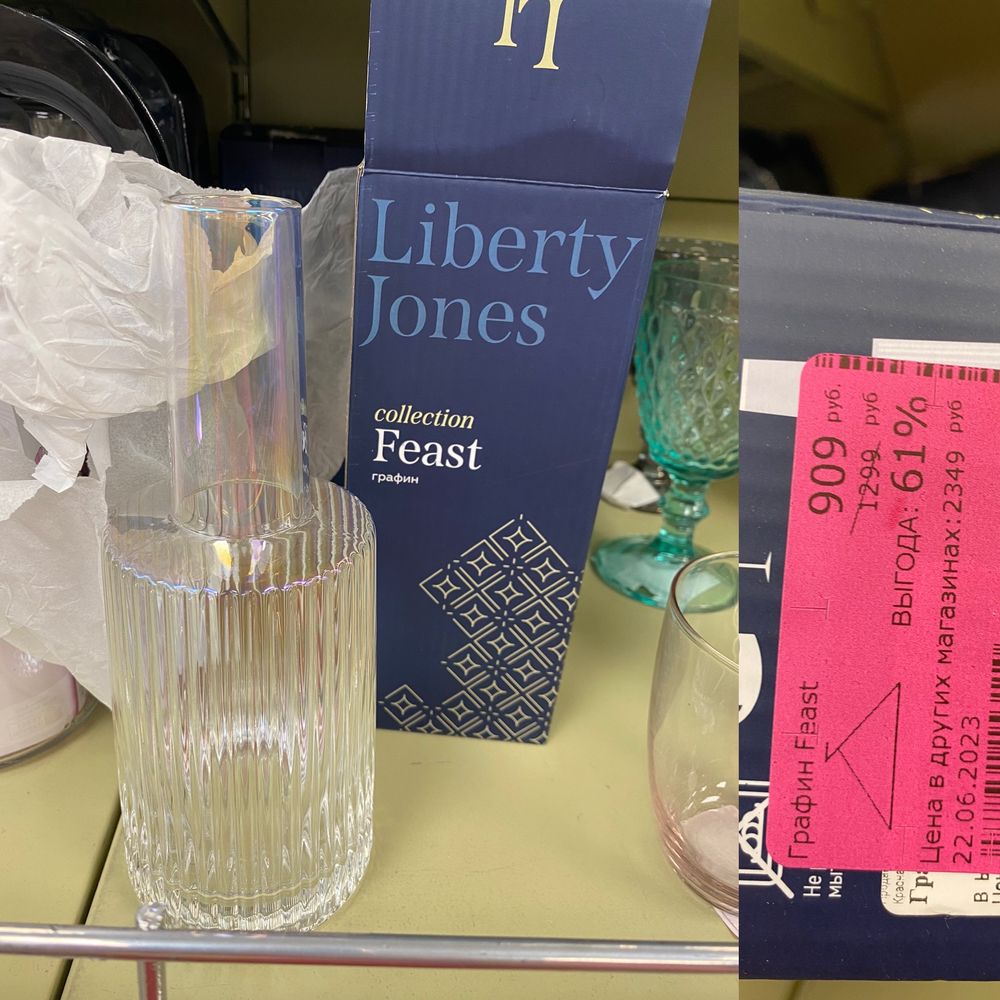 Liberty
Jones
collection
Feast
графин
909 руб.
1299 руб
ВЫГОДА: 61%
Графин Feast
Цена в других магазинах: 2349 руб
22.06.2023
Не